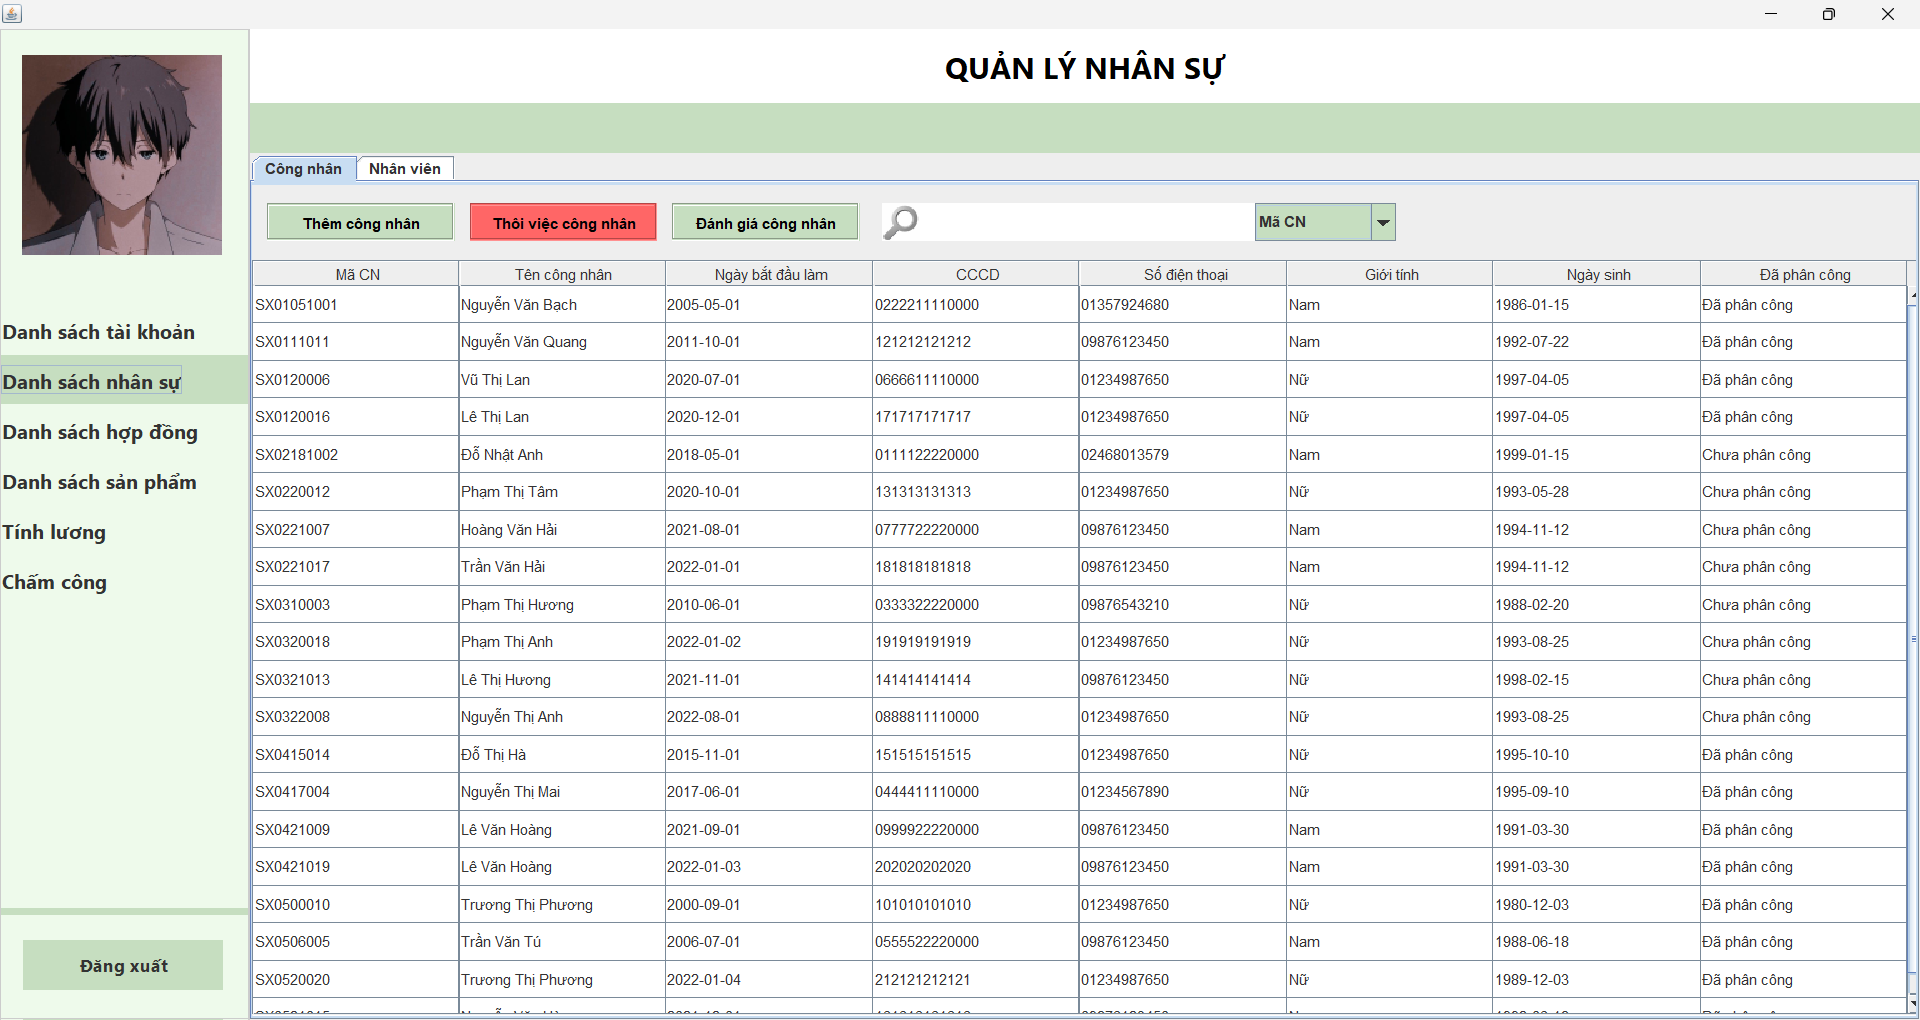 QUẢN LÝ NHÂN SỰ
Danh sách tài khoản
Danh sách nhân sự
Danh sách hợp đồng
Danh sách sản phẩm
Tính lương
Chấm công
Đăng xuất
Công nhân Nhân viên
Thêm công nhân Thôi việc công nhân Đánh giá công nhân Mã CN
Mã CN Tên công nhân Ngày bắt đầu làm CCCD Số điện thoại Giới tính Ngày sinh Đã phân công
SX01051001 Nguyễn Văn Bạch 2005-05-01 0222211110000 01357924680 Nam 1986-01-15 Đã phân công
SX0111011 Nguyễn Văn Quang 2011-10-01 121212121212 09876123450 Nam 1992-07-22 Đã phân công
SX0120006 Vũ Thị Lan 2020-07-01 0666611110000 01234987650 Nữ 1997-04-05 Đã phân công
SX0120016 Lê Thị Lan 2020-12-01 171717171717 01234987650 Nữ 1997-04-05 Đã phân công
SX02181002 Đỗ Nhật Anh 2018-05-01 0111122220000 02468013579 Nam 1999-01-15 Chưa phân công
SX0220012 Phạm Thị Tâm 2020-10-01 131313131313 01234987650 Nữ 1993-05-28 Chưa phân công
SX0221007 Hoàng Văn Hải 2021-08-01 0777722220000 09876123450 Nam 1994-11-12 Chưa phân công
SX0221017 Trần Văn Hải 2022-01-01 181818181818 09876123450 Nam 1994-11-12 Chưa phân công
SX0310003 Phạm Thị Hương 2010-06-01 0333322220000 09876543210 Nữ 1988-02-20 Chưa phân công
SX0320018 Phạm Thị Anh 2022-01-02 191919191919 01234987650 Nữ 1993-08-25 Chưa phân công
SX0321013 Lê Thị Hương 2021-11-01 141414141414 09876123450 Nữ 1998-02-15 Chưa phân công
SX0322008 Nguyễn Thị Anh 2022-08-01 0888811110000 01234987650 Nữ 1993-08-25 Chưa phân công
SX0415014 Đỗ Thị Hà 2015-11-01 151515151515 01234987650 Nữ 1995-10-10 Đã phân công
SX0417004 Nguyễn Thị Mai 2017-06-01 0444411110000 01234567890 Nữ 1995-09-10 Đã phân công
SX0421009 Lê Văn Hoàng 2021-09-01 0999922220000 09876123450 Nam 1991-03-30 Đã phân công
SX0421019 Lê Văn Hoàng 2022-01-03 202020202020 09876123450 Nam 1991-03-30 Đã phân công
SX0500010 Trương Thị Phương 2000-09-01 101010101010 01234987650 Nữ 1980-12-03 Đã phân công
SX0506005 Trần Văn Tú 2006-07-01 0555522220000 09876123450 Nam 1988-06-18 Đã phân công
SX0520020 Trương Thị Phương 2022-01-04 212121212121 01234987650 Nữ 1989-12-03 Đã phân công